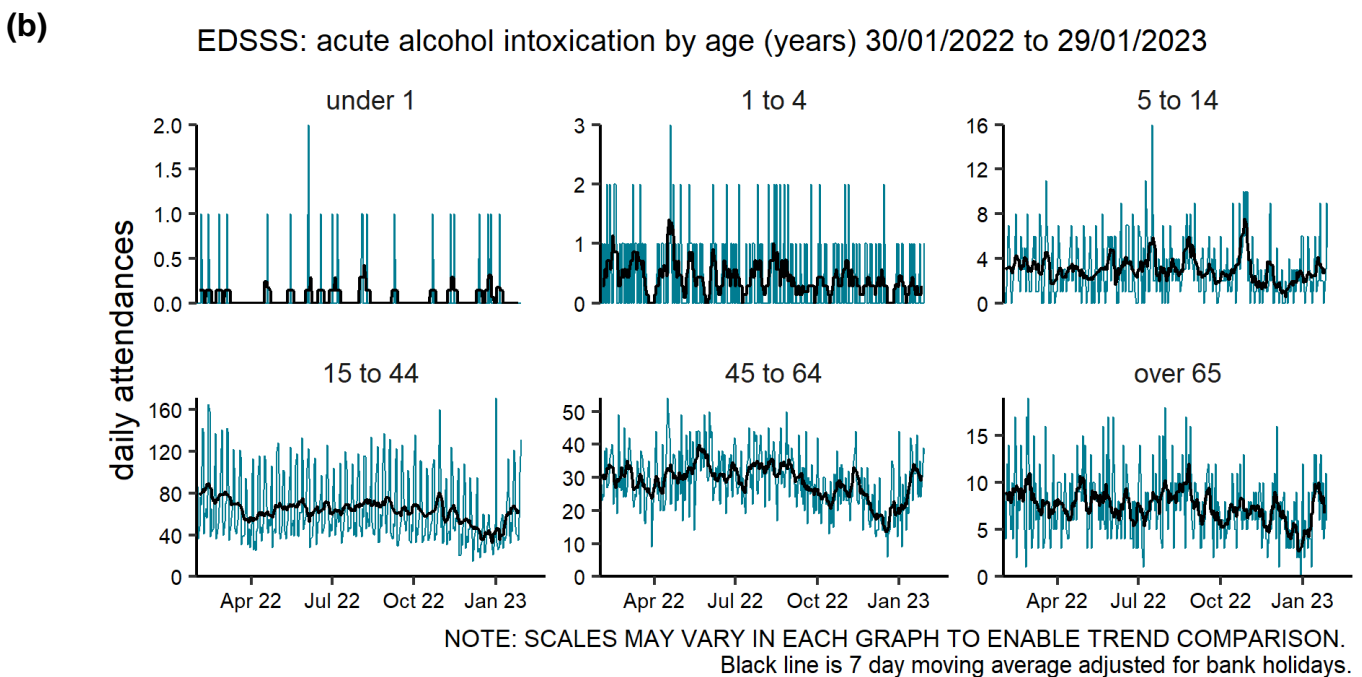 (b)
EDSSS: acute alcohol intoxication by age (years) 30/01/2022 to 29/01/2023
daily attendances
under 1
2.0
1.5
1.0
0.5
0.0
1 to 4
3
2
1
0
5 to 14
16
12
8
4
0
15 to 44
160
120
80
40
0
Apr 22 Jul 22 Oct 22 Jan 23
45 to 64
50
40
30
20
10
0
Apr 22 Jul 22 Oct 22 Jan 23
over 65
15
10
5
0
Apr 22 Jul 22 Oct 22 Jan 23
NOTE: SCALES MAY VARY IN EACH GRAPH TO ENABLE TREND COMPARISON.
Black line is 7 day moving average adjusted for bank holidays.